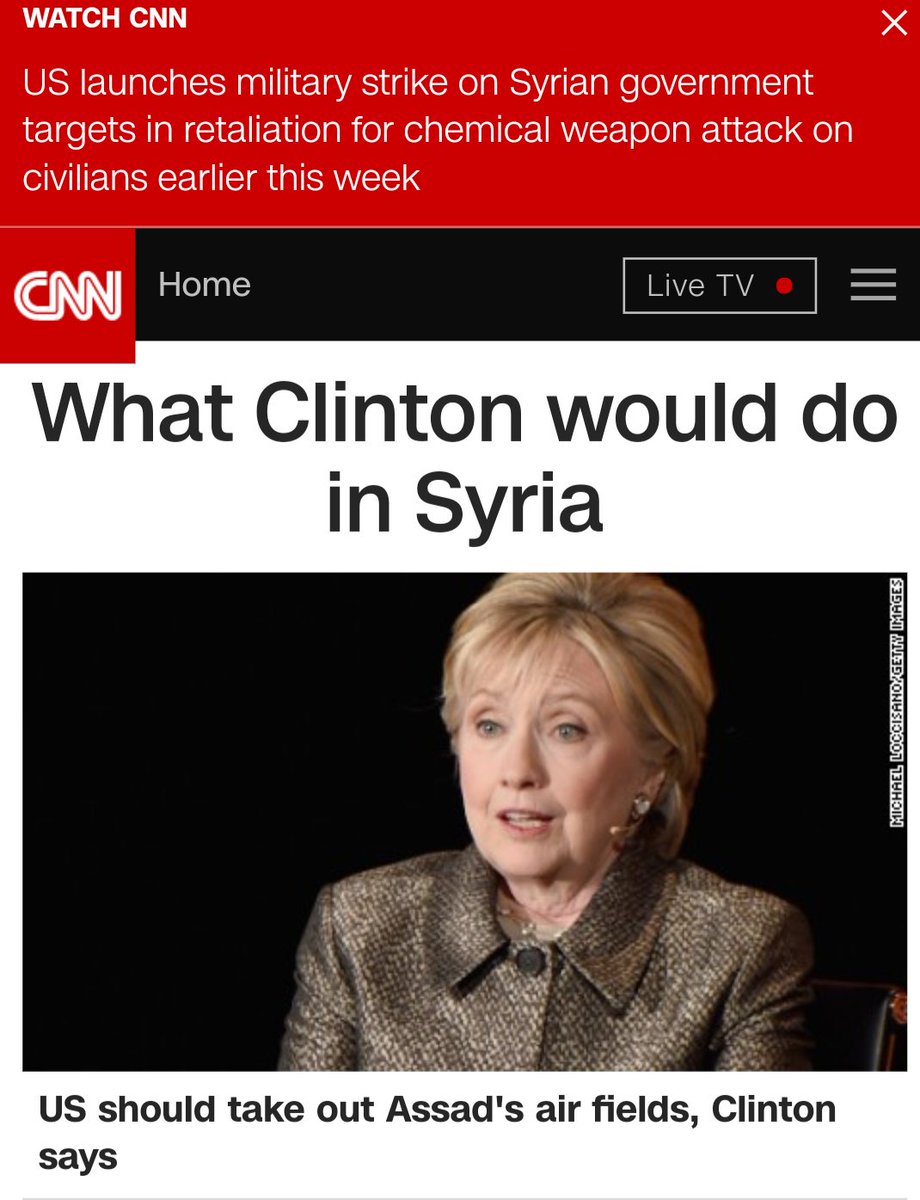 WATCH CNN
US launches military strike on Syrian government
targets in retaliation for chemical weapon attack on
civilians earlier this week
CNN
Home
Live TV
What Clinton would do
in Syria
MICHAEL LOCCISANO/GETTY IMAGES
US should take out Assad's air fields, Clinton
says